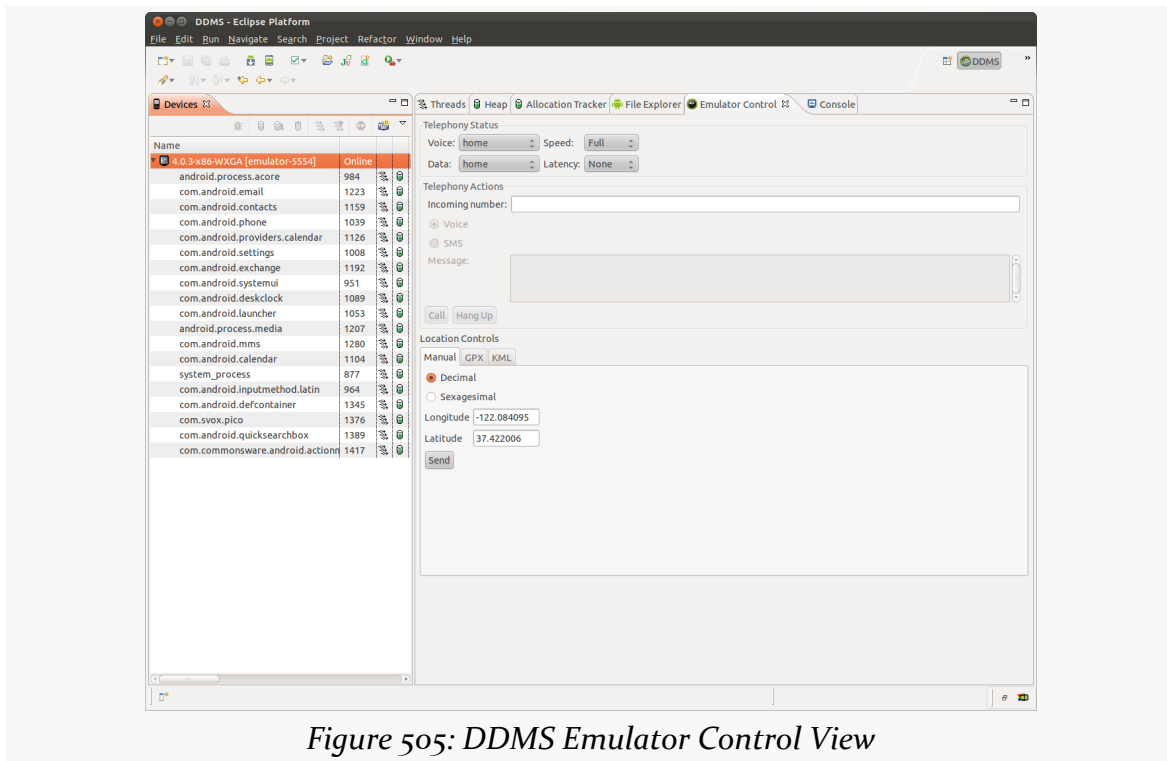 DDMS - Eclipse Platform
File Edit Run Navigate Search Project Refactor Window Help
DDMS
»
Devices
Threads Heap Allocation Tracker File Explorer Emulator Control Console
Name
4.0.3-x86-WXGA [emulator-5554] Online
android.process.acore 984
com.android.email 1223
com.android.contacts 1159
com.android.phone 1039
com.android.providers.calendar 1126
com.android.settings 1008
com.android.exchange 1192
com.android.systemui 951
com.android.deskclock 1089
com.android.launcher 1053
android.process.media 1207
com.android.mms 1280
com.android.calendar 1104
system_process 877
com.android.inputmethod.latin 964
com.android.defcontainer 1345
com.svox.pico 1376
com.android.quicksearchbox 1389
com.commonsware.android.actionn 1417
Telephony Status
Voice: home Speed: Full
Data: home Latency: None
Telephony Actions
Incoming number:
Voice
SMS
Message:
Call Hang Up
Location Controls
Manual GPX KML
Decimal
Sexagesimal
Longitude -122.084095
Latitude 37.422006
Send
Figure 505: DDMS Emulator Control View